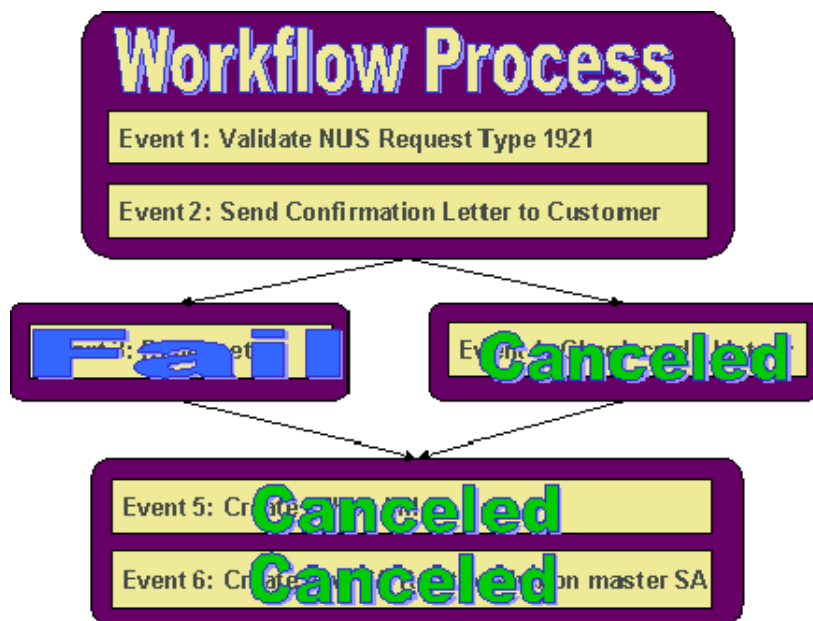 Workflow Process
Event 1: Validate NUS Request Type 1921
Event 2: Send Confirmation Letter to Customer
Fail
Canceled
Event 5: Canceled
Event 6: Canceled on master SA